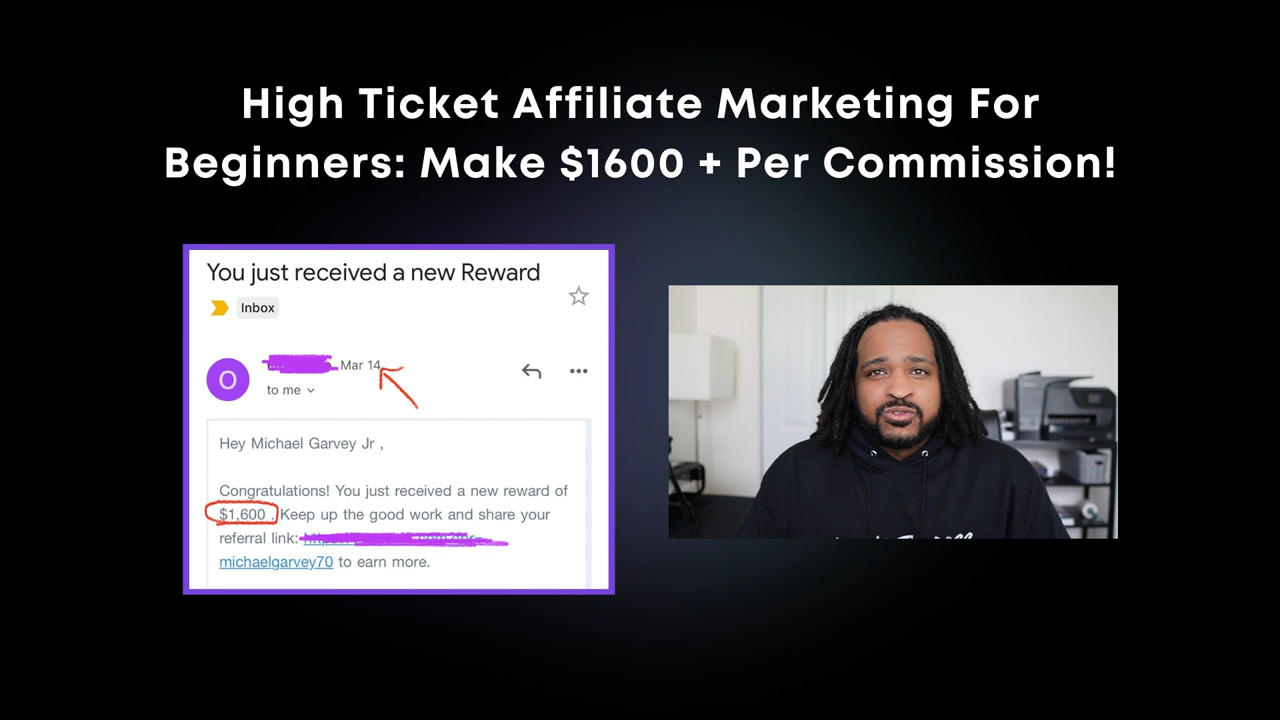 High Ticket Affiliate Marketing For
Beginners: Make $1600 + Per Commission!
You just received a new Reward
Inbox
O
Mar 14
to me
Hey Michael Garvey Jr ,
Congratulations! You just received a new reward of
$1,600 . Keep up the good work and share your
referral link:
michaelgarvey70 to earn more.